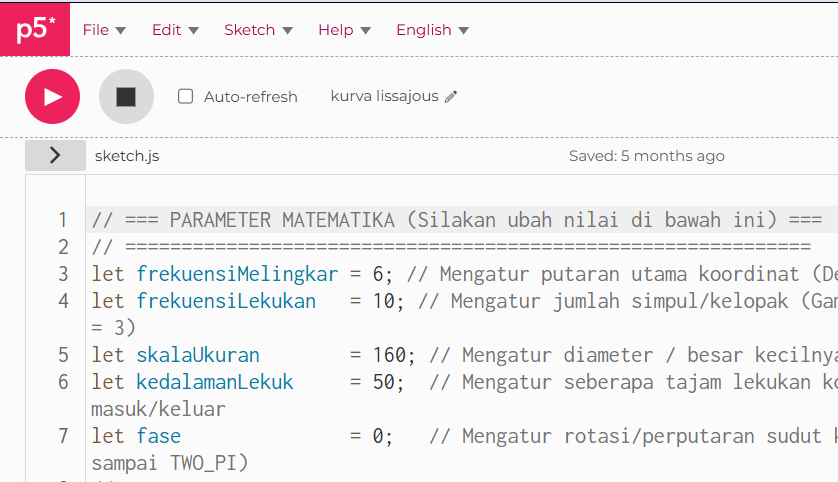 p5* File Edit Sketch Help English
Auto-refresh kurva lissajous
sketch.js Saved: 5 months ago
1 // === PARAMETER MATEMATIKA (Silakan ubah nilai di bawah ini) ===
2 // =============================================================
3 let frekuensiMelingkar = 6; // Mengatur putaran utama koordinat
4 let frekuensiLekukan = 10; // Mengatur jumlah simpul/kelopak
= 3)
5 let skalaUkuran = 160; // Mengatur diameter / besar kecilnya
6 let kedalamanLekuk = 50; // Mengatur seberapa tajam lekukan
masuk/keluar
7 let fase = 0; // Mengatur rotasi/perputaran sudut
sampai TWO_PI)